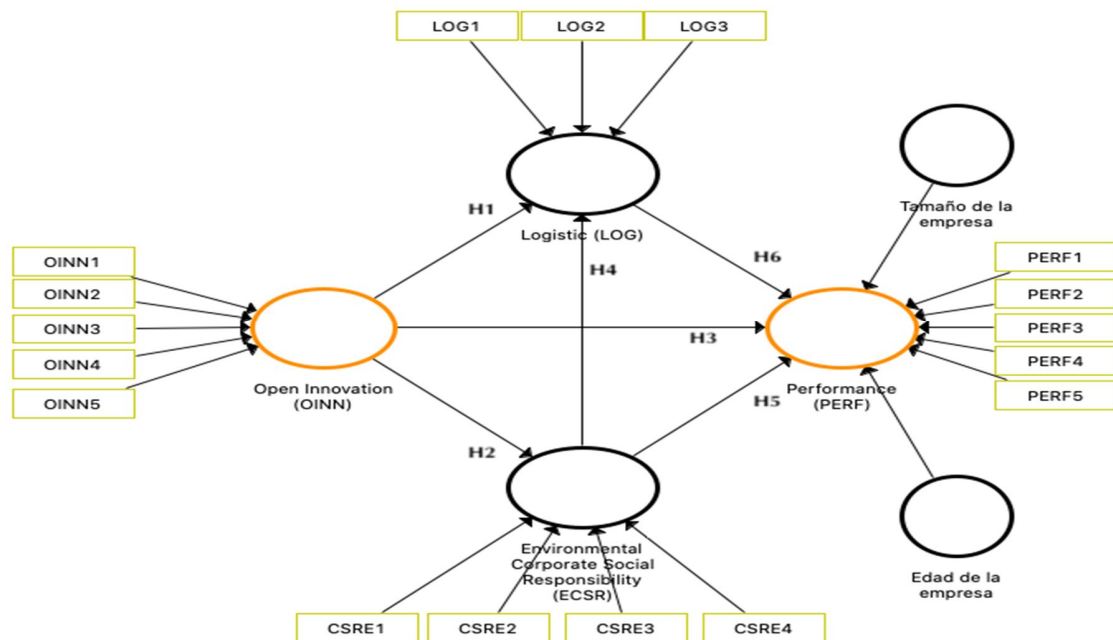 LOG1
LOG2
LOG3
H1
Logistic (LOG)
Tamaño de la
empresa
H4
H6
OINN1
OINN2
OINN3
OINN4
OINN5
PERF1
PERF2
PERF3
PERF4
PERF5
H3
Open Innovation
(OINN)
Performance
(PERF)
H5
H2
Environmental
Corporate Social
Responsibility
(ECSR)
Edad de la
empresa
CSRE1
CSRE2
CSRE3
CSRE4